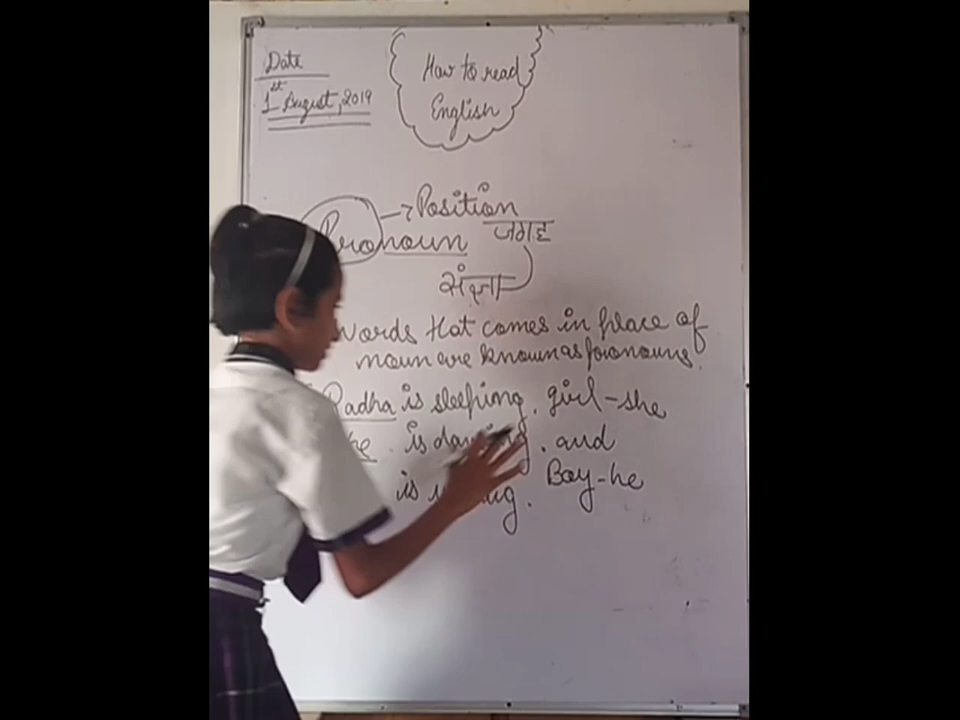 Date
1st August, 2019
How to read
English
Position
Pronoun जगह
संज्ञा
words that comes in place of
noun are known as pronouns.
Radha is sleeping. girl-she
he is dancing. and
is Boy-he